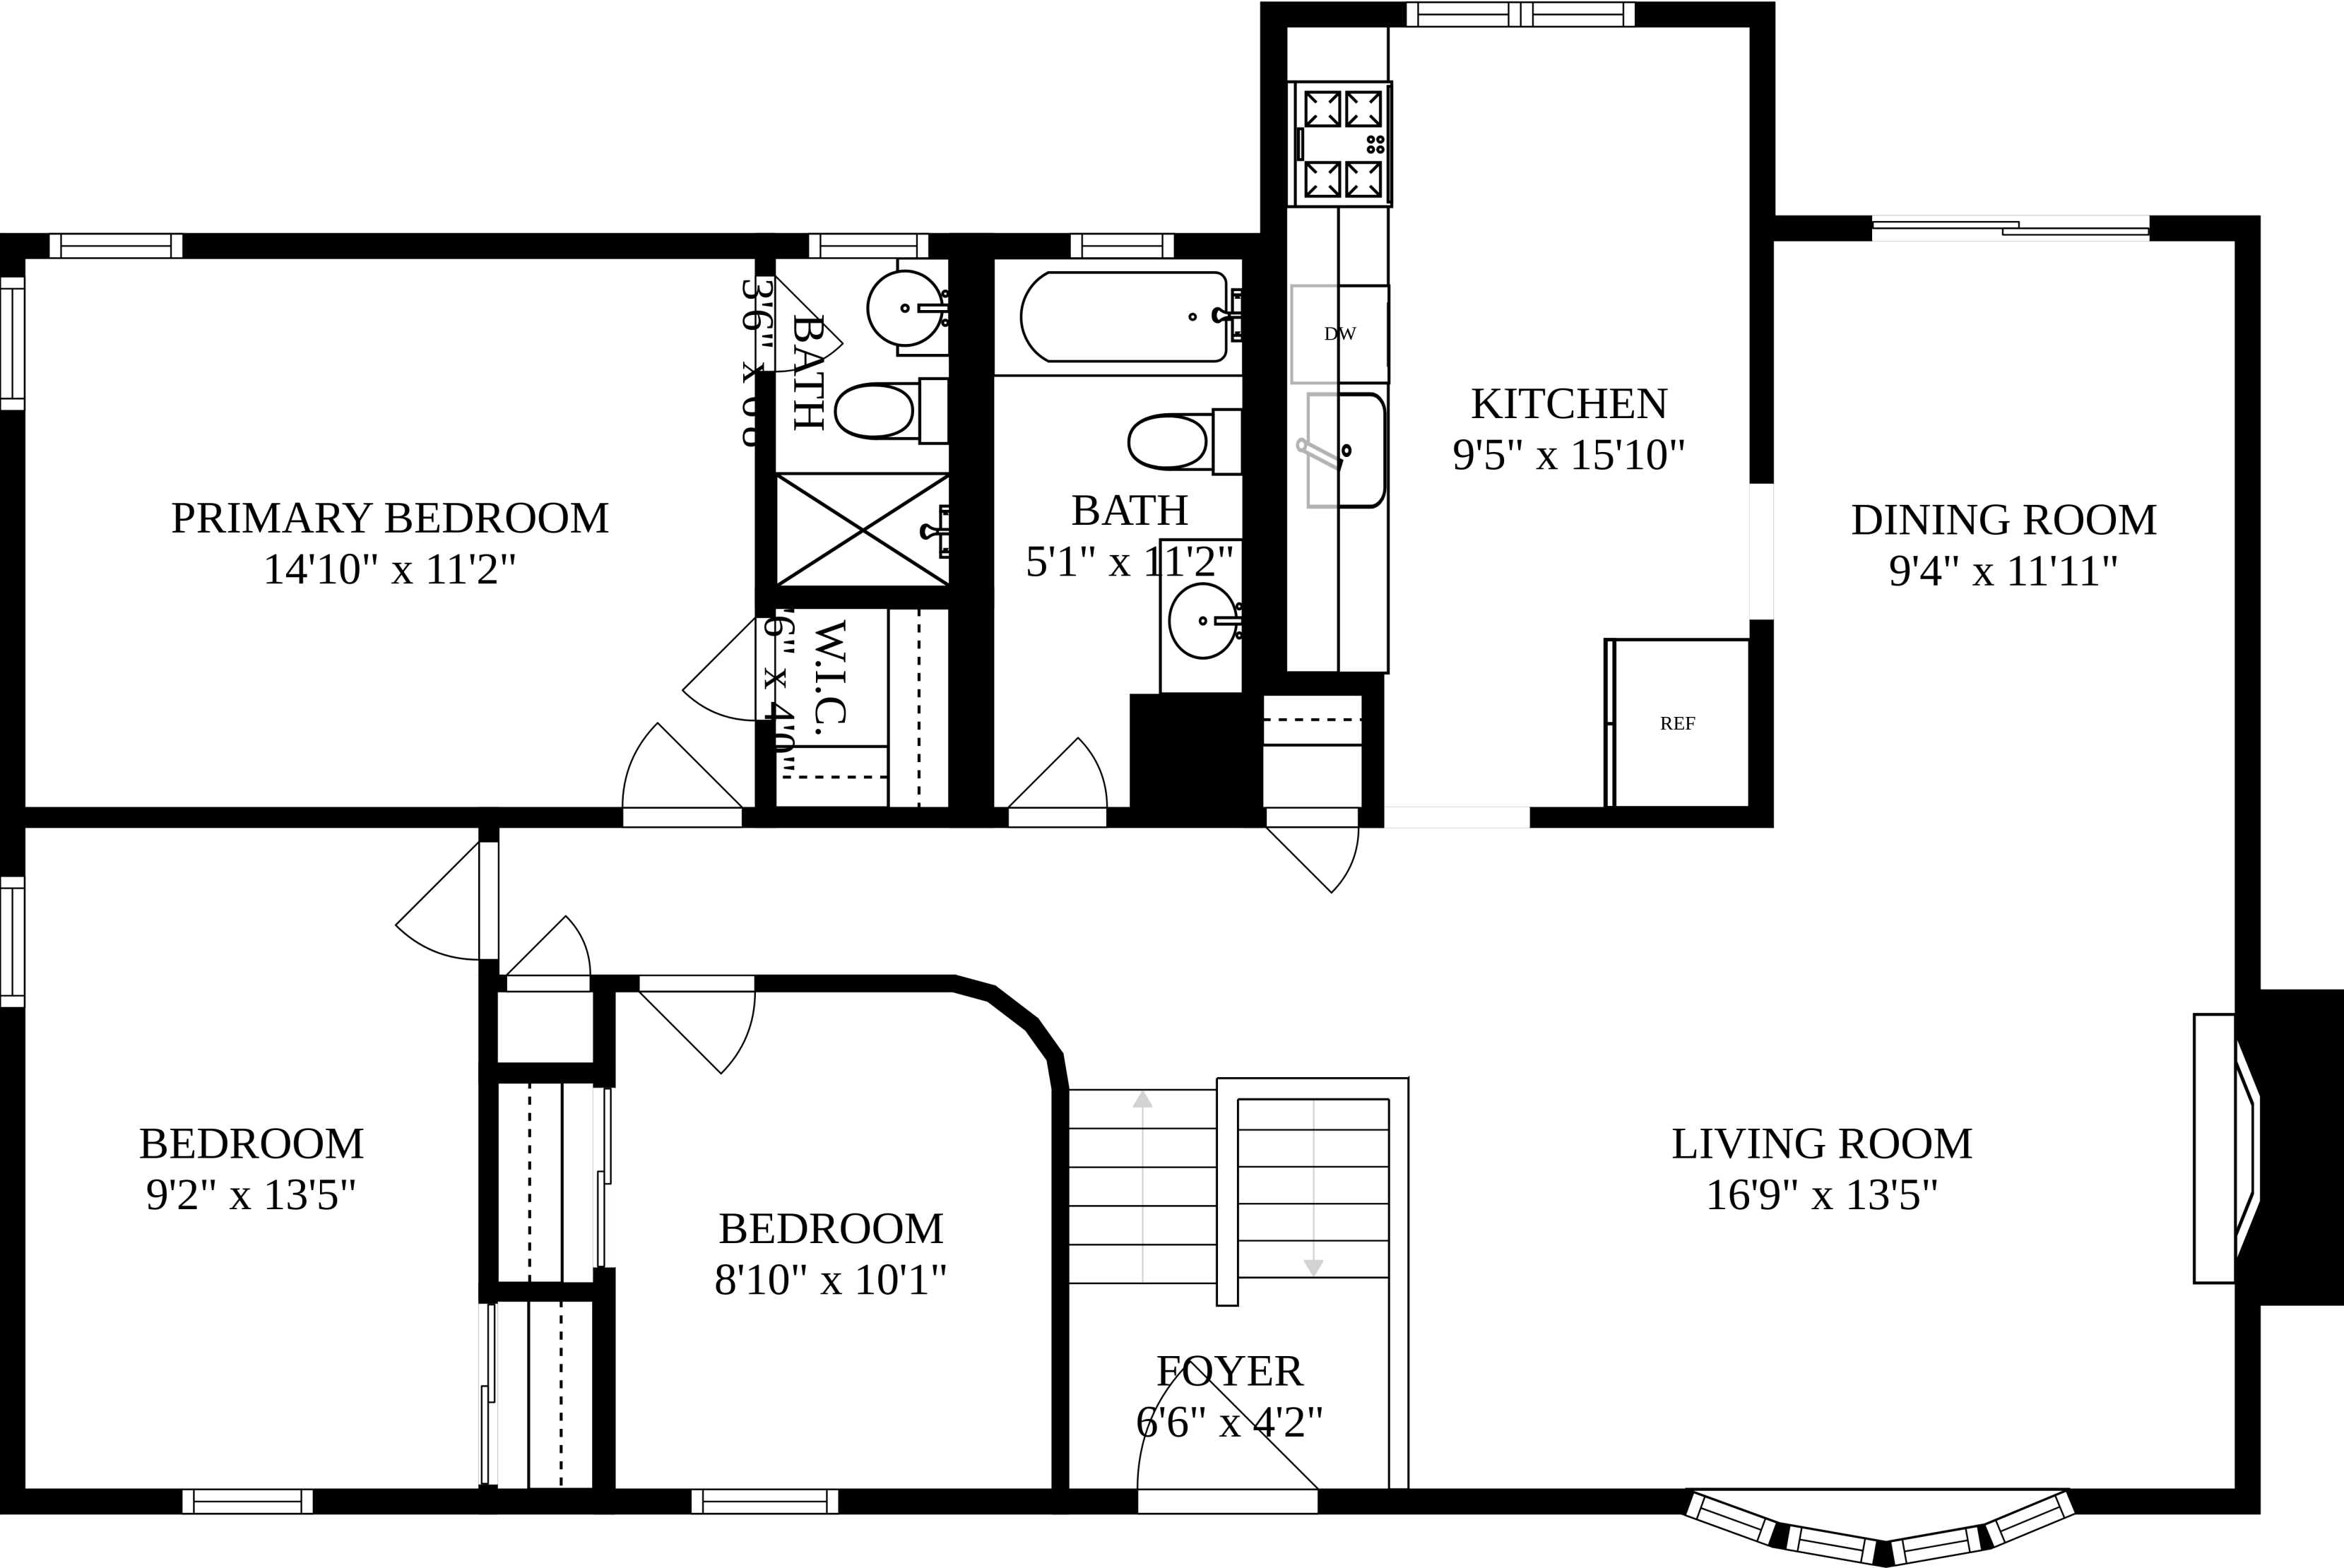 KITCHEN
9'5" x 15'10"
DW
REF
PRIMARY BEDROOM
14'10" x 11'2"
BATH
W.I.C.
BATH
5'1" x 11'2"
DINING ROOM
9'4" x 11'11"
BEDROOM
9'2" x 13'5"
BEDROOM
8'10" x 10'1"
LIVING ROOM
16'9" x 13'5"
FOYER
6'6" x 4'2"